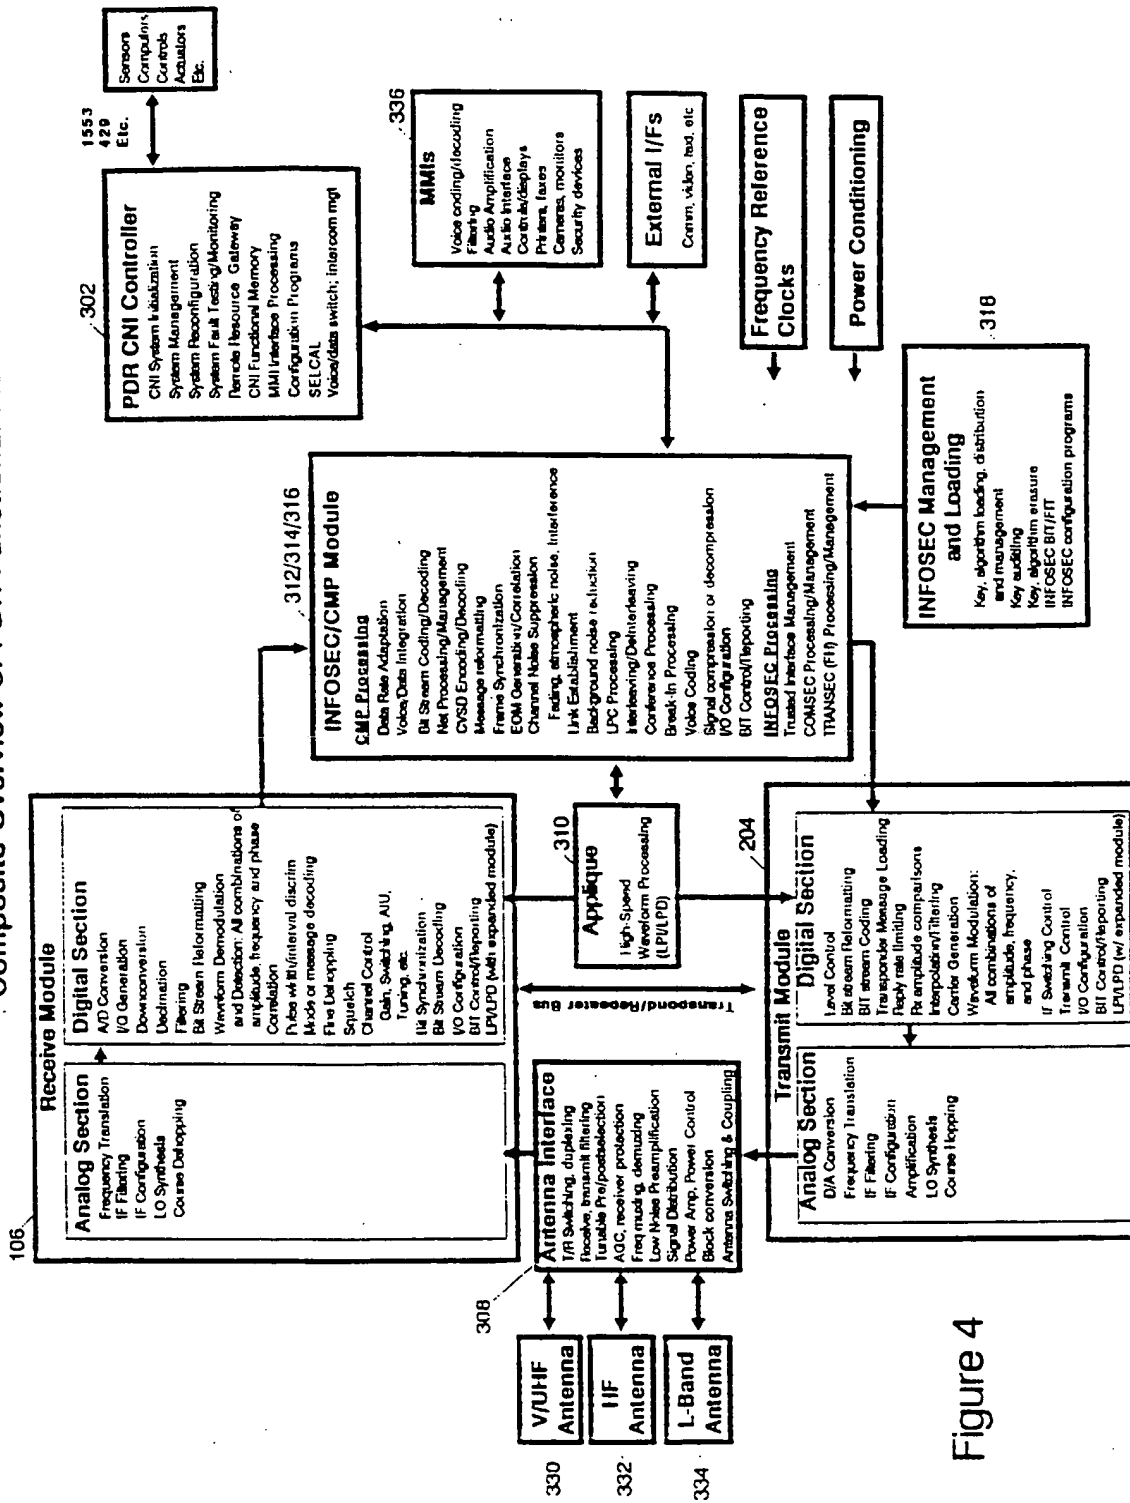 106
Receive Module
Analog Section
Frequency Translation
IF Filtering
IF Configuration
LO Synthesis
Course Dehopping
Digital Section
A/D Conversion
I/O Generation
Downconversion
Decimation
Filtering
Bit Stream Reformatting
Waveform Demodulation
and Detection: All combinations of
amplitude, frequency and phase
Correlation
Pulse width/interval discrim
Mode or message decoding
Fine Dehopping
Squelch
Channel Control
Gain, Switching, AIU,
Tuning, etc.
Bit Synchronization
Bit Stream Decoding
I/O Configuration
BIT Control/Reporting
LPI/LPD (with expanded module)
312/314/316
INFOSEC/CMP Module
CMP Processing
Data Rate Adaptation
Voice/Data Integration
Bit Stream Coding/Decoding
Net Processing/Management
CVSD Encoding/Decoding
Message reformatting
Frame Synchronization
EOM Generation/Correlation
Channel Noise Suppression
Fading, atmospheric noise, Interference
Link Establishment
Background noise reduction
LPC Processing
Interleaving/Deinterleaving
Conference Processing
Break-In Processing
Voice Coding
Signal compression or decompression
I/O Configuration
BIT Control/Reporting
INFOSEC Processing
Trusted Interface Management
COMSEC Processing/Management
TRANSEC (FH) Processing/Management
302
PDR CNI Controller
CNI System Initialization
System Management
System Reconfiguration
System Fault Testing/Monitoring
Remote Resource Gateway
CNI Functional Memory
MMI Interface Processing
Configuration Programs
SELCAL
Voice/data switch; intercom mgt
1553
429
Etc.
Sensors
Computors
Controls
Actuators
Etc.
336
MMIs
Voice coding/decoding
Filtering
Audio Amplification
Audio Interface
Controls/displays
Printers, faxes
Cameras, monitors
Security devices
External I/Fs
Comm, video, fax, etc
Frequency Reference
Clocks
Power Conditioning
318
INFOSEC Management
and Loading
Key, algorithm loading, distribution
and management
Key auditing
Key, algorithm erasure
INFOSEC BIT/FIT
INFOSEC configuration programs
310
Applique
High-Speed
Waveform Processing
(LPI/LPD)
Transpond/Repeater Bus
308
Antenna Interface
T/R Switching, duplexing
Receive, transmit filtering
Tunable Pre/postselection
AGC, receiver protection
Freq muxing, demuxing
Low Noise Preamplification
Signal Distribution
Power Amp, Power Control
Block conversion
Antenna Switching & Coupling
V/UHF
Antenna
330
HF
Antenna
332
L-Band
Antenna
334
204
Transmit Module
Analog Section
D/A Conversion
Frequency Translation
IF Filtering
IF Configuration
Amplification
LO Synthesis
Course Hopping
Digital Section
Level Control
Bit stream Reformatting
BIT stream Coding
Transponder Message Loading
Reply rate limiting
Rx amplitude comparisons
Interpolation/Filtering
Carrier Generation
Waveform Modulation:
All combinations of
amplitude, frequency,
and phase
IF Switching Control
Transmit Control
I/O Configuration
BIT Control/Reporting
LPI/LPD (w/ expanded module)
Figure 4